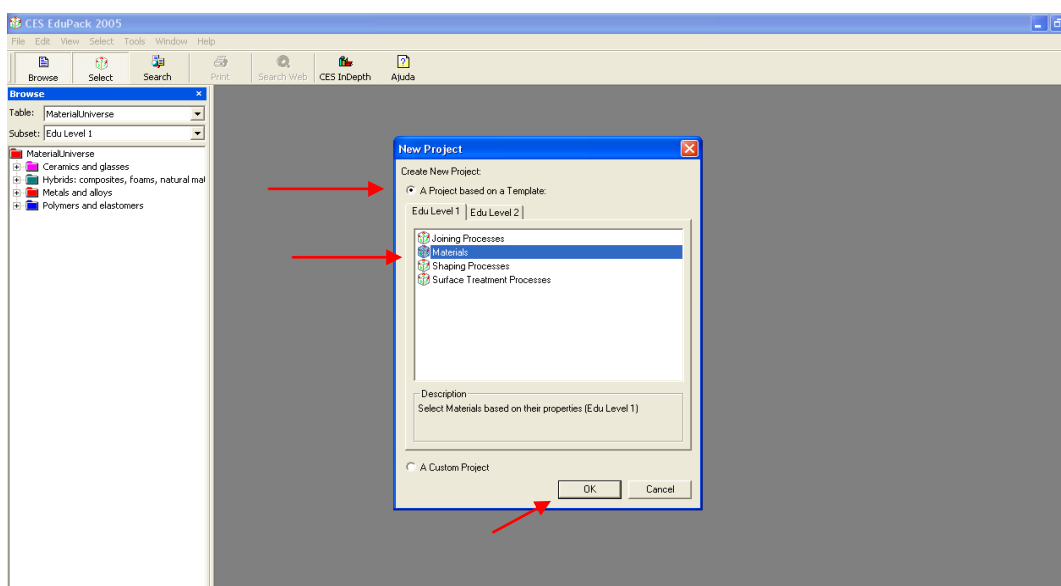 CES EduPack 2005
File Edit View Select Tools Window Help
Browse Select Search Print Search Web CES InDepth Ajuda
Browse
Table: MaterialUniverse
Subset: Edu Level 1
MaterialUniverse
Ceramics and glasses
Hybrids: composites, foams, natural mat
Metals and alloys
Polymers and elastomers
New Project
Create New Project:
A Project based on a Template:
Edu Level 1 Edu Level 2
Joining Processes
Materials
Shaping Processes
Surface Treatment Processes
Description
Select Materials based on their properties (Edu Level 1)
A Custom Project
OK Cancel